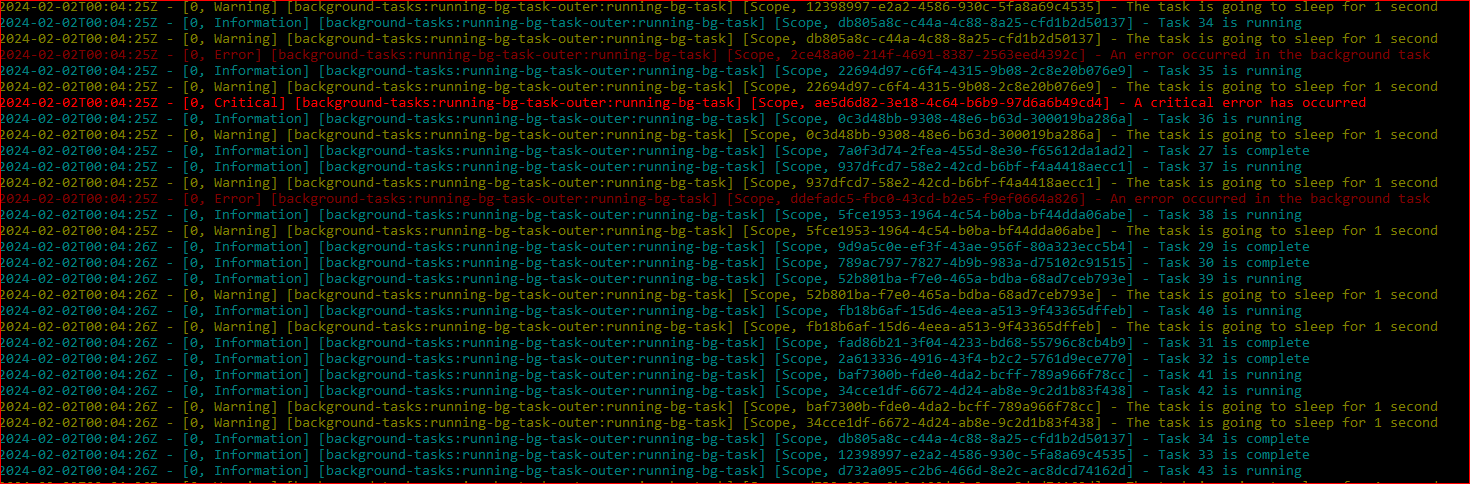 2024-02-02T00:04:25Z - [0, Warning] [background-tasks:running-bg-task-outer:running-bg-task] [Scope, 12398997-e2a2-4586-930c-5fa8a69c4535] - The task is going to sleep for 1 second
2024-02-02T00:04:25Z - [0, Information] [background-tasks:running-bg-task-outer:running-bg-task] [Scope, db805a8c-c44a-4c88-8a25-cfd1b2d50137] - Task 34 is running
2024-02-02T00:04:25Z - [0, Warning] [background-tasks:running-bg-task-outer:running-bg-task] [Scope, db805a8c-c44a-4c88-8a25-cfd1b2d50137] - The task is going to sleep for 1 second
2024-02-02T00:04:25Z - [0, Error] [background-tasks:running-bg-task-outer:running-bg-task] [Scope, 2ce48a00-214f-4691-8387-2563eed4392c] - An error occurred in the background task
2024-02-02T00:04:25Z - [0, Information] [background-tasks:running-bg-task-outer:running-bg-task] [Scope, 22694d97-c6f4-4315-9b08-2c8e20b076e9] - Task 35 is running
2024-02-02T00:04:25Z - [0, Warning] [background-tasks:running-bg-task-outer:running-bg-task] [Scope, 22694d97-c6f4-4315-9b08-2c8e20b076e9] - The task is going to sleep for 1 second
2024-02-02T00:04:25Z - [0, Critical] [background-tasks:running-bg-task-outer:running-bg-task] [Scope, ae5d6d82-3e18-4c64-b6b9-97d6a6b49cd4] - A critical error has occurred
2024-02-02T00:04:25Z - [0, Information] [background-tasks:running-bg-task-outer:running-bg-task] [Scope, 0c3d48bb-9308-48e6-b63d-300019ba286a] - Task 36 is running
2024-02-02T00:04:25Z - [0, Warning] [background-tasks:running-bg-task-outer:running-bg-task] [Scope, 0c3d48bb-9308-48e6-b63d-300019ba286a] - The task is going to sleep for 1 second
2024-02-02T00:04:25Z - [0, Information] [background-tasks:running-bg-task-outer:running-bg-task] [Scope, 7a0f3d74-2fea-455d-8e30-f65612da1ad2] - Task 27 is complete
2024-02-02T00:04:25Z - [0, Information] [background-tasks:running-bg-task-outer:running-bg-task] [Scope, 937dfcd7-58e2-42cd-b6bf-f4a4418aecc1] - Task 37 is running
2024-02-02T00:04:25Z - [0, Warning] [background-tasks:running-bg-task-outer:running-bg-task] [Scope, 937dfcd7-58e2-42cd-b6bf-f4a4418aecc1] - The task is going to sleep for 1 second
2024-02-02T00:04:25Z - [0, Error] [background-tasks:running-bg-task-outer:running-bg-task] [Scope, ddefadc5-fbc0-43cd-b2e5-f9ef0664a826] - An error occurred in the background task
2024-02-02T00:04:25Z - [0, Information] [background-tasks:running-bg-task-outer:running-bg-task] [Scope, 5fce1953-1964-4c54-b0ba-bf44dda06abe] - Task 38 is running
2024-02-02T00:04:25Z - [0, Warning] [background-tasks:running-bg-task-outer:running-bg-task] [Scope, 5fce1953-1964-4c54-b0ba-bf44dda06abe] - The task is going to sleep for 1 second
2024-02-02T00:04:26Z - [0, Information] [background-tasks:running-bg-task-outer:running-bg-task] [Scope, 9d9a5c0e-ef3f-43ae-956f-80a323ecc5b4] - Task 29 is complete
2024-02-02T00:04:26Z - [0, Information] [background-tasks:running-bg-task-outer:running-bg-task] [Scope, 789ac797-7827-4b9b-983a-d75102c91515] - Task 30 is complete
2024-02-02T00:04:26Z - [0, Information] [background-tasks:running-bg-task-outer:running-bg-task] [Scope, 52b801ba-f7e0-465a-bdba-68ad7ceb793e] - Task 39 is running
2024-02-02T00:04:26Z - [0, Warning] [background-tasks:running-bg-task-outer:running-bg-task] [Scope, 52b801ba-f7e0-465a-bdba-68ad7ceb793e] - The task is going to sleep for 1 second
2024-02-02T00:04:26Z - [0, Information] [background-tasks:running-bg-task-outer:running-bg-task] [Scope, fb18b6af-15d6-4eea-a513-9f43365dffeb] - Task 40 is running
2024-02-02T00:04:26Z - [0, Warning] [background-tasks:running-bg-task-outer:running-bg-task] [Scope, fb18b6af-15d6-4eea-a513-9f43365dffeb] - The task is going to sleep for 1 second
2024-02-02T00:04:26Z - [0, Information] [background-tasks:running-bg-task-outer:running-bg-task] [Scope, fad86b21-3f04-4233-bd68-55796c8cb4b9] - Task 31 is complete
2024-02-02T00:04:26Z - [0, Information] [background-tasks:running-bg-task-outer:running-bg-task] [Scope, 2a613336-4916-43f4-b2c2-5761d9ece770] - Task 32 is complete
2024-02-02T00:04:26Z - [0, Information] [background-tasks:running-bg-task-outer:running-bg-task] [Scope, baf7300b-fde0-4da2-bcff-789a966f78cc] - Task 41 is running
2024-02-02T00:04:26Z - [0, Information] [background-tasks:running-bg-task-outer:running-bg-task] [Scope, 34cce1df-6672-4d24-ab8e-9c2d1b83f438] - Task 42 is running
2024-02-02T00:04:26Z - [0, Warning] [background-tasks:running-bg-task-outer:running-bg-task] [Scope, baf7300b-fde0-4da2-bcff-789a966f78cc] - The task is going to sleep for 1 second
2024-02-02T00:04:26Z - [0, Warning] [background-tasks:running-bg-task-outer:running-bg-task] [Scope, 34cce1df-6672-4d24-ab8e-9c2d1b83f438] - The task is going to sleep for 1 second
2024-02-02T00:04:26Z - [0, Information] [background-tasks:running-bg-task-outer:running-bg-task] [Scope, db805a8c-c44a-4c88-8a25-cfd1b2d50137] - Task 34 is complete
2024-02-02T00:04:26Z - [0, Information] [background-tasks:running-bg-task-outer:running-bg-task] [Scope, 12398997-e2a2-4586-930c-5fa8a69c4535] - Task 33 is complete
2024-02-02T00:04:26Z - [0, Information] [background-tasks:running-bg-task-outer:running-bg-task] [Scope, d732a095-c2b6-466d-8e2c-ac8dcd74162d] - Task 43 is running